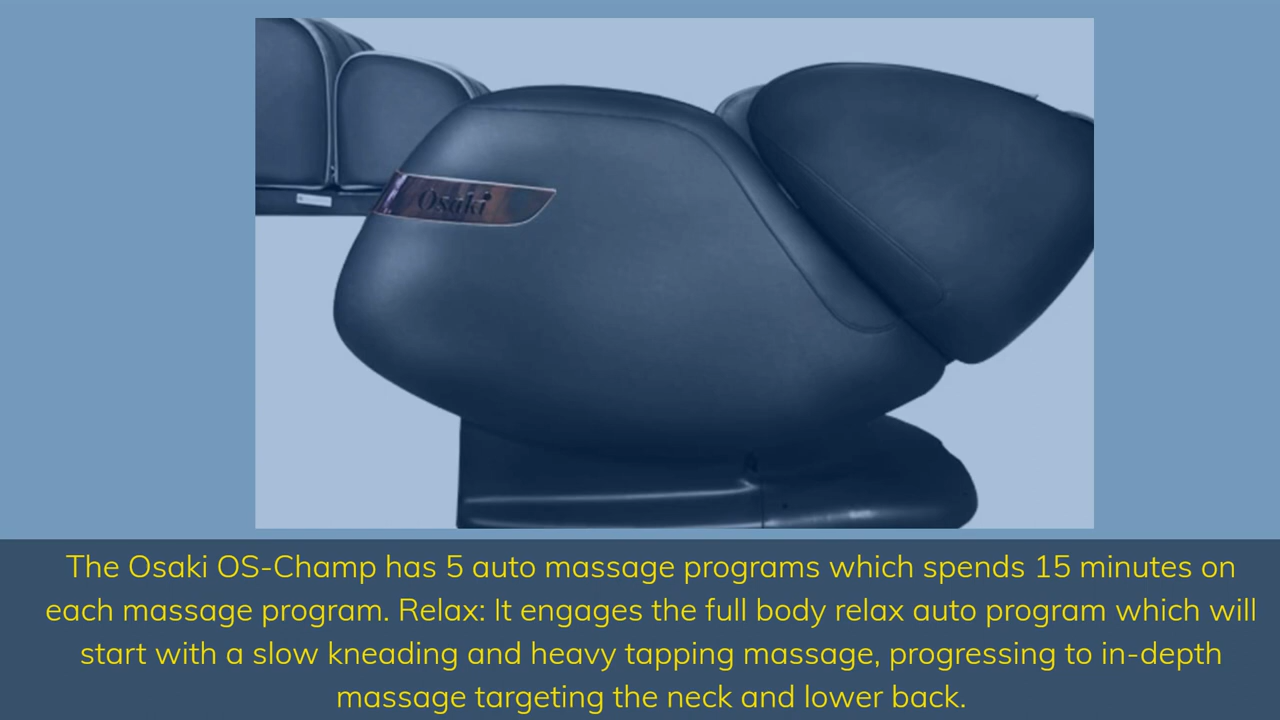 Osaki
The Osaki OS-Champ has 5 auto massage programs which spends 15 minutes on
each massage program. Relax: It engages the full body relax auto program which will
start with a slow kneading and heavy tapping massage, progressing to in-depth
massage targeting the neck and lower back.